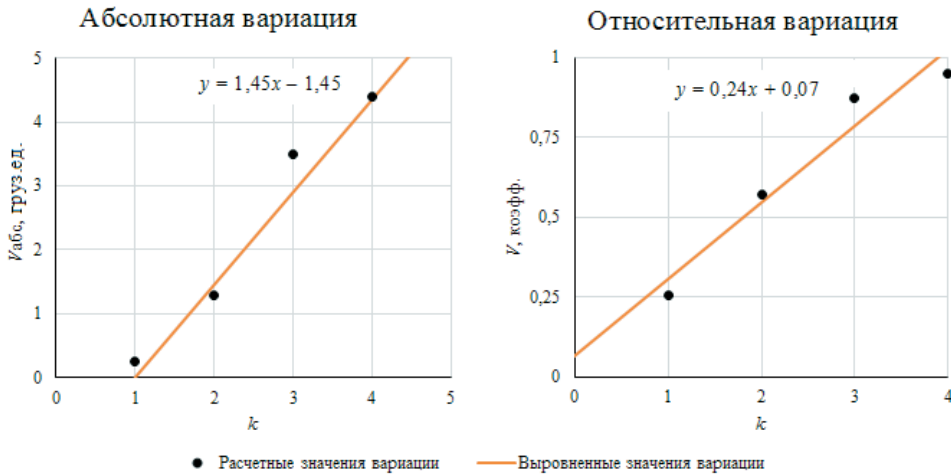 Абсолютная вариация
5
4
3
2
1
0
0 1 2 3 4 5
Vабс, груз.ед.
k
y = 1,45x – 1,45
Относительная вариация
1
0,75
0,5
0,25
0
0 1 2 3 4
V, коэфф.
k
y = 0,24x + 0,07
Расчетные значения вариации
Выровненные значения вариации